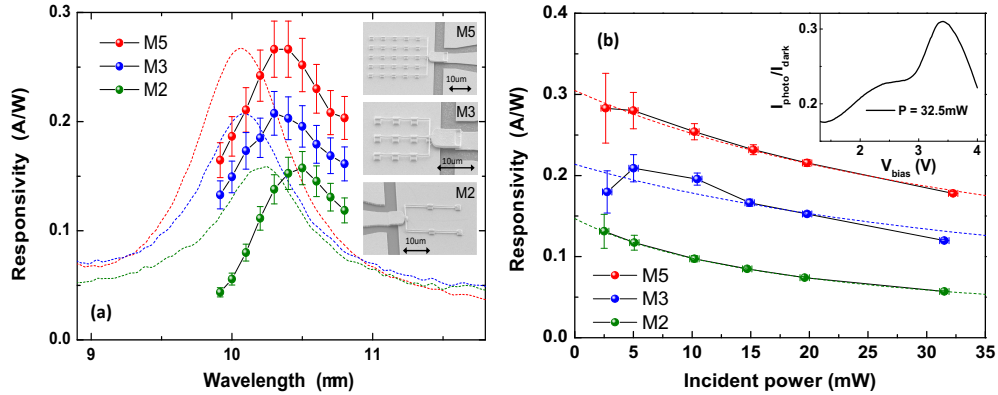 0.3
0.2
0.1
0.0
Responsivity (A/W)
M5
M3
M2
M5
10um
M3
10um
M2
10um
(a)
9
10
11
Wavelength (mm)
(b)
0.4
0.3
0.2
0.1
0.0
Responsivity (A/W)
I photo/I dark
0.3
0.2
P = 32.5mW
2
3
4
V bias (V)
M5
M3
M2
0
5
10
15
20
25
30
35
Incident power (mW)